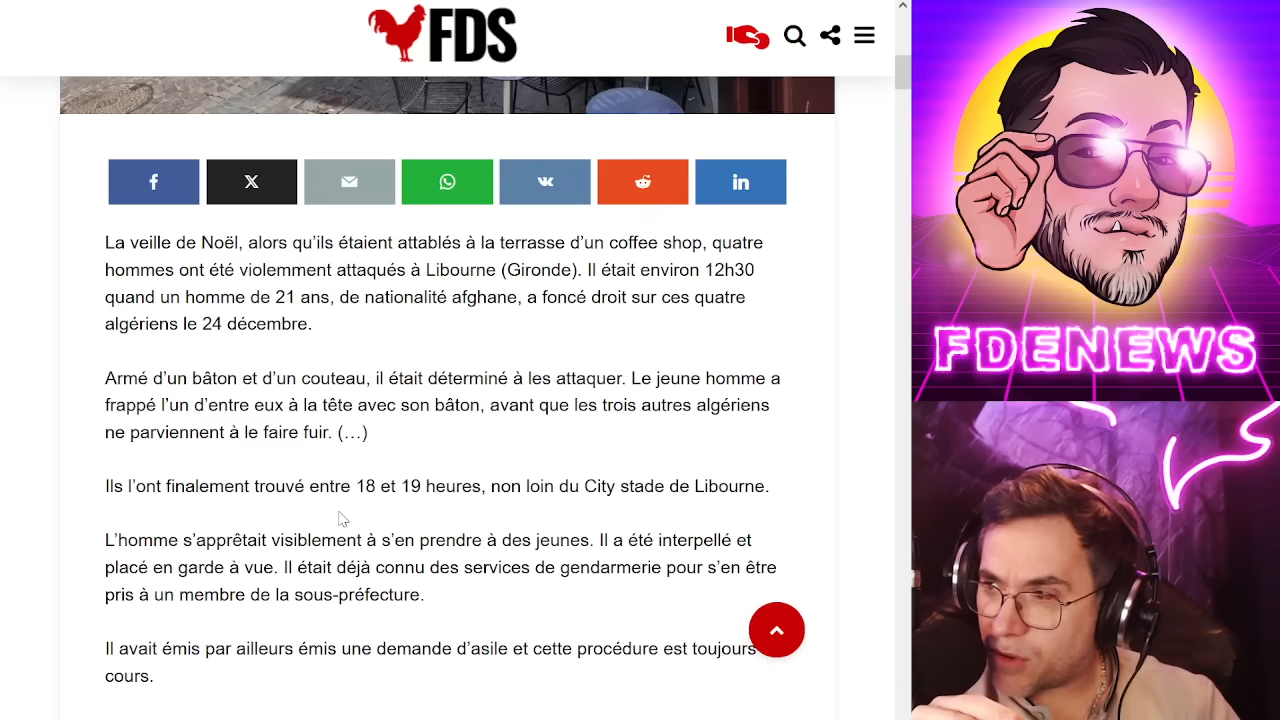 FDS
La veille de Noël, alors qu’ils étaient attablés à la terrasse d’un coffee shop, quatre
hommes ont été violemment attaqués à Libourne (Gironde). Il était environ 12h30
quand un homme de 21 ans, de nationalité afghane, a foncé droit sur ces quatre
algériens le 24 décembre.
Armé d’un bâton et d’un couteau, il était déterminé à les attaquer. Le jeune homme a
frappé l’un d’entre eux à la tête avec son bâton, avant que les trois autres algériens
ne parviennent à le faire fuir. (…)
Ils l’ont finalement trouvé entre 18 et 19 heures, non loin du City stade de Libourne.
L’homme s’apprêtait visiblement à s’en prendre à des jeunes. Il a été interpellé et
placé en garde à vue. Il était déjà connu des services de gendarmerie pour s’en être
pris à un membre de la sous-préfecture.
Il avait émis par ailleurs émis une demande d’asile et cette procédure est toujours
cours.
FDENEWS